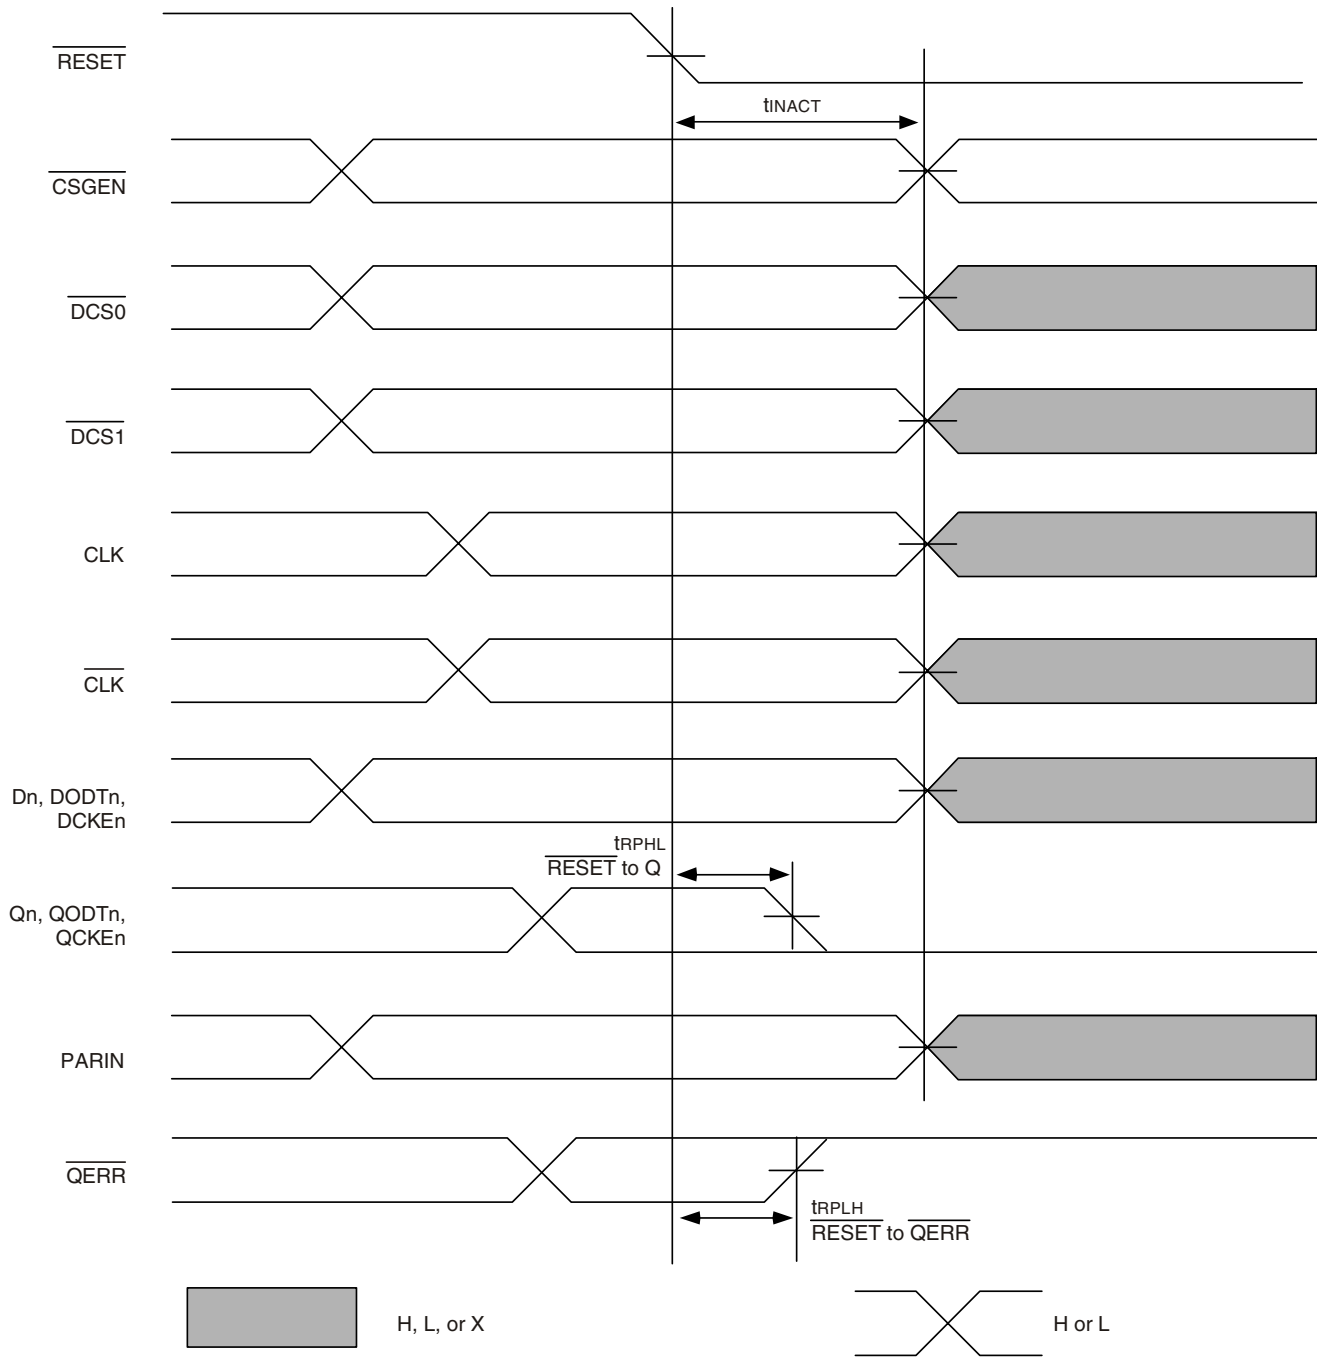 RESET
tINACT
CSGEN
DCS0
DCS1
CLK
CLK
Dn, DODTn,
DCKEn
tRPHL
RESET to Q
Qn, QODTn,
QCKEn
PARIN
QERR
tRPLH
RESET to QERR
H, L, or X
H or L